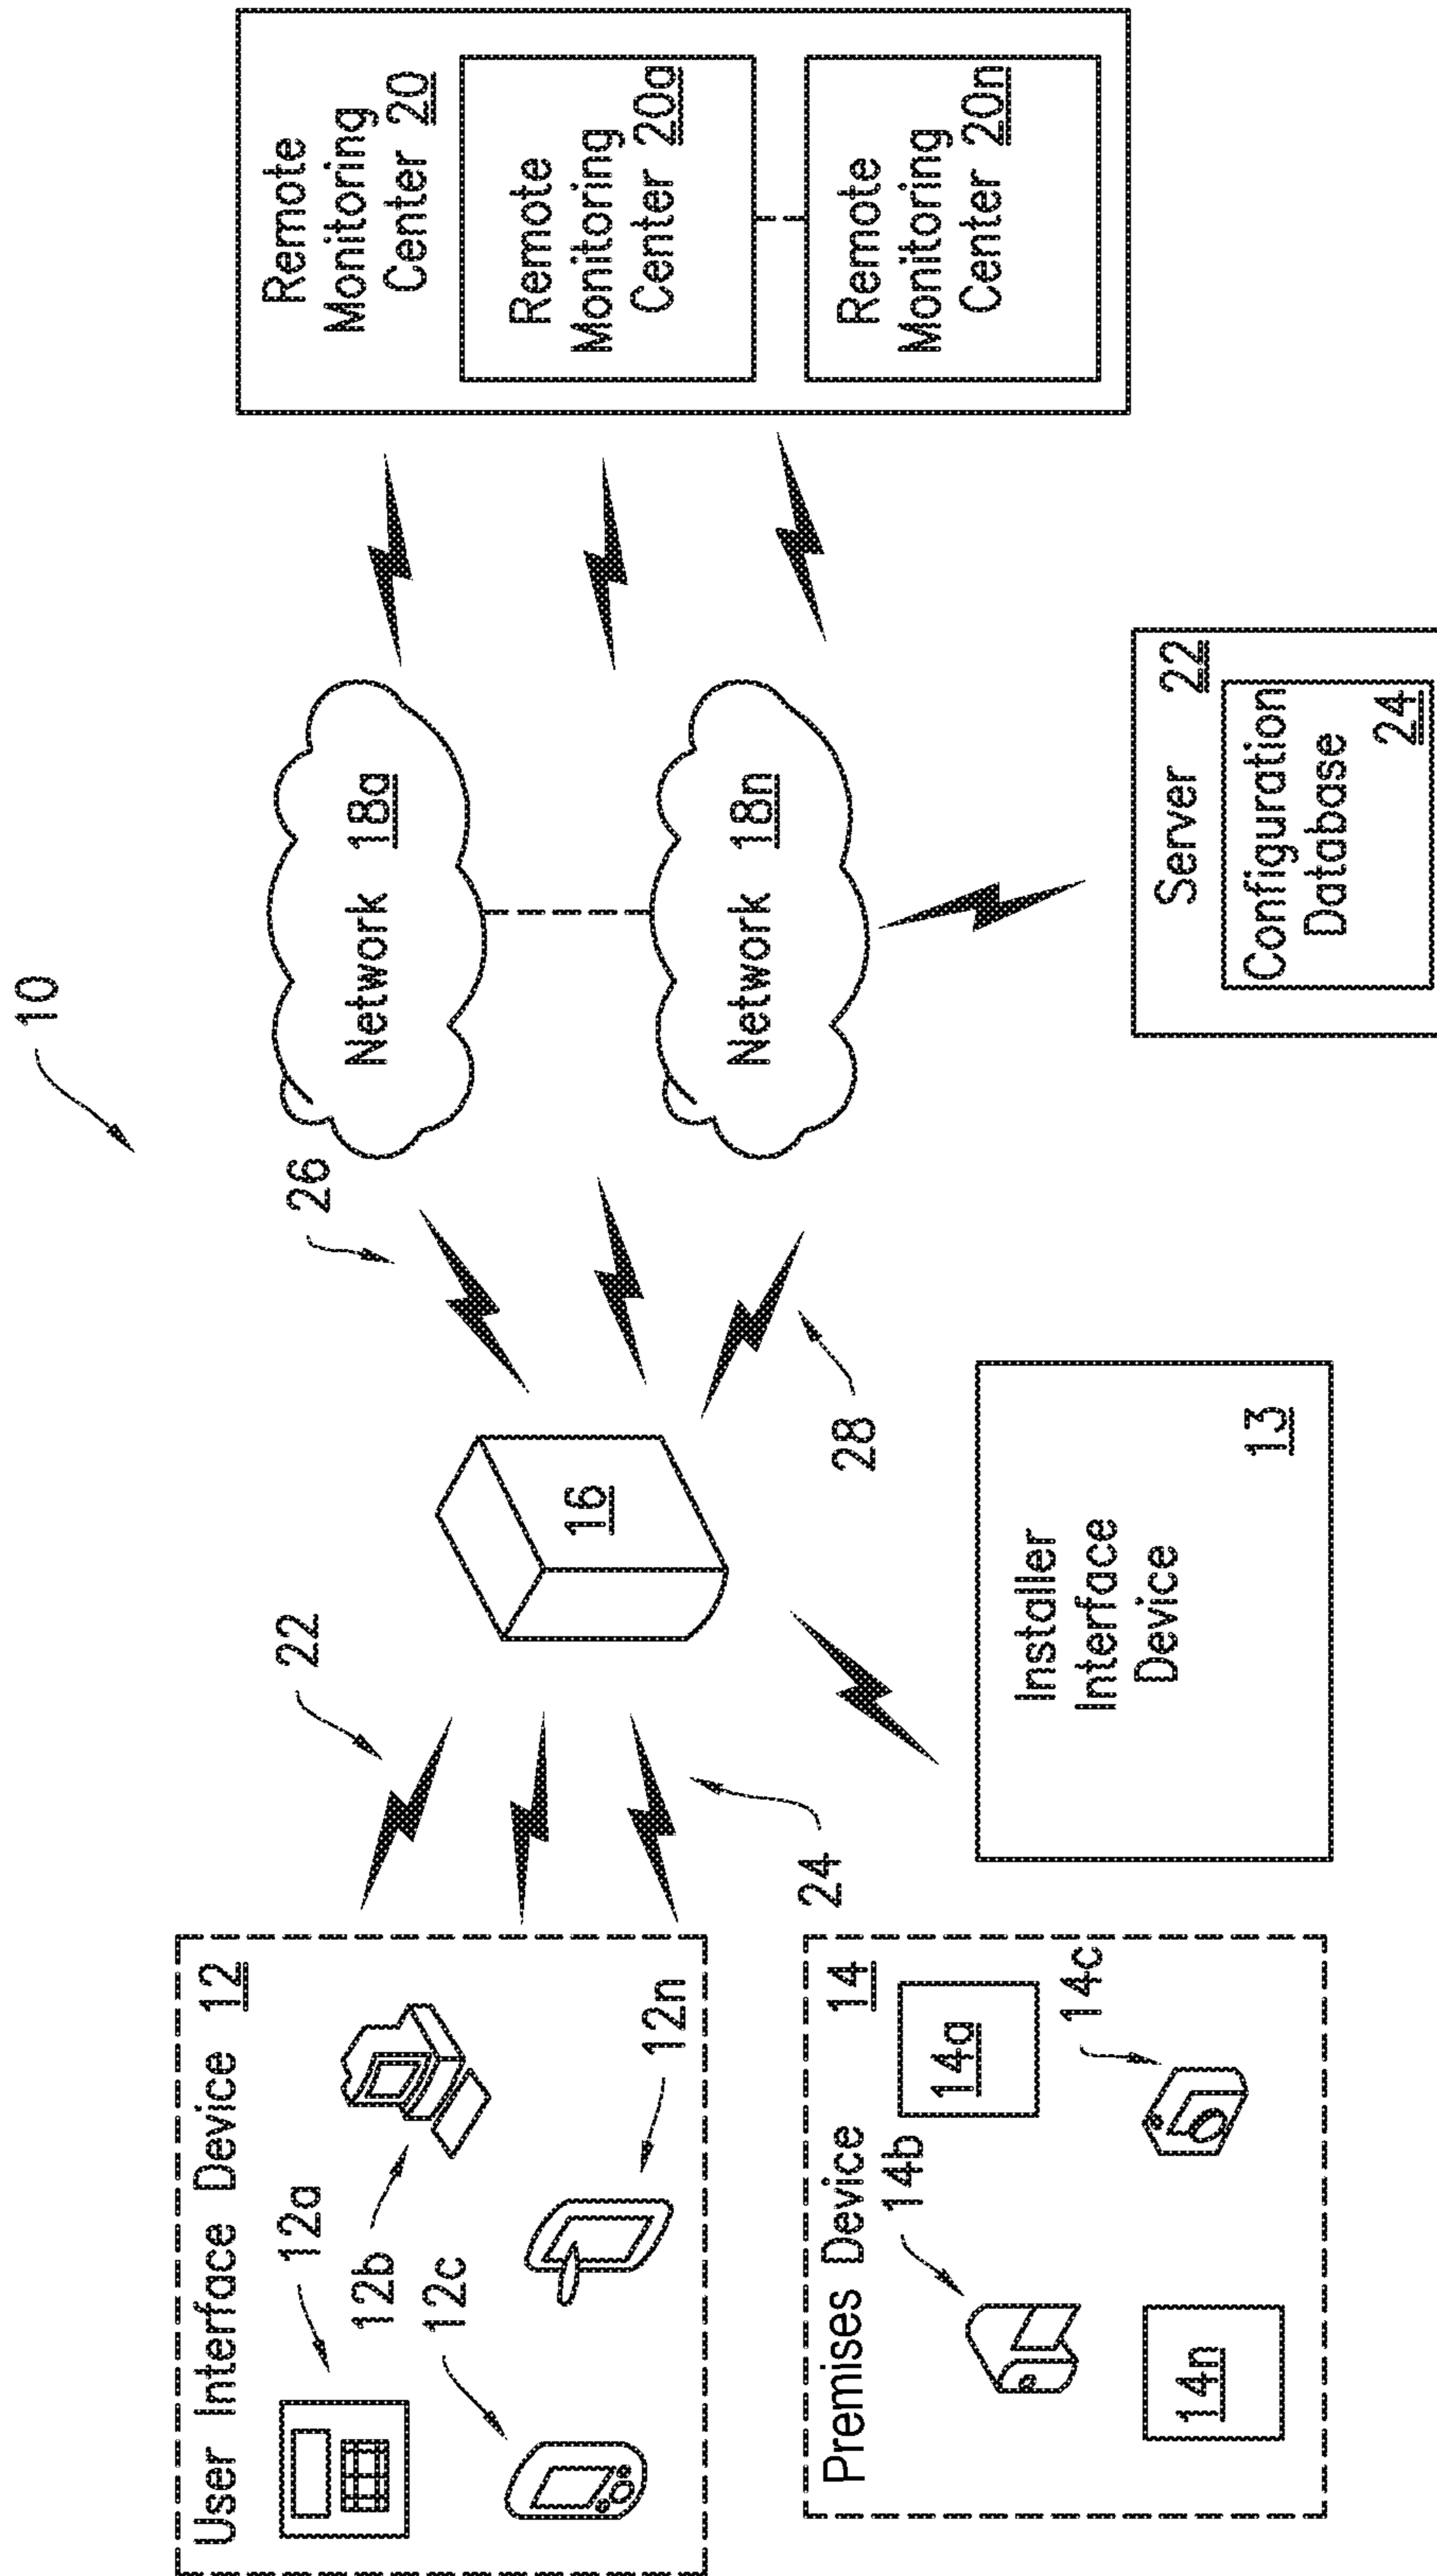 10
User Interface Device 12
12a
12b
12c
12n
Premises Device 14
14a
14b
14c
14n
22
24
16
26
28
Installer
Interface
Device
13
Network 18a
Network 18n
Server 22
Configuration
Database
24
Remote
Monitoring
Center 20
Remote
Monitoring
Center 20a
Remote
Monitoring
Center 20n